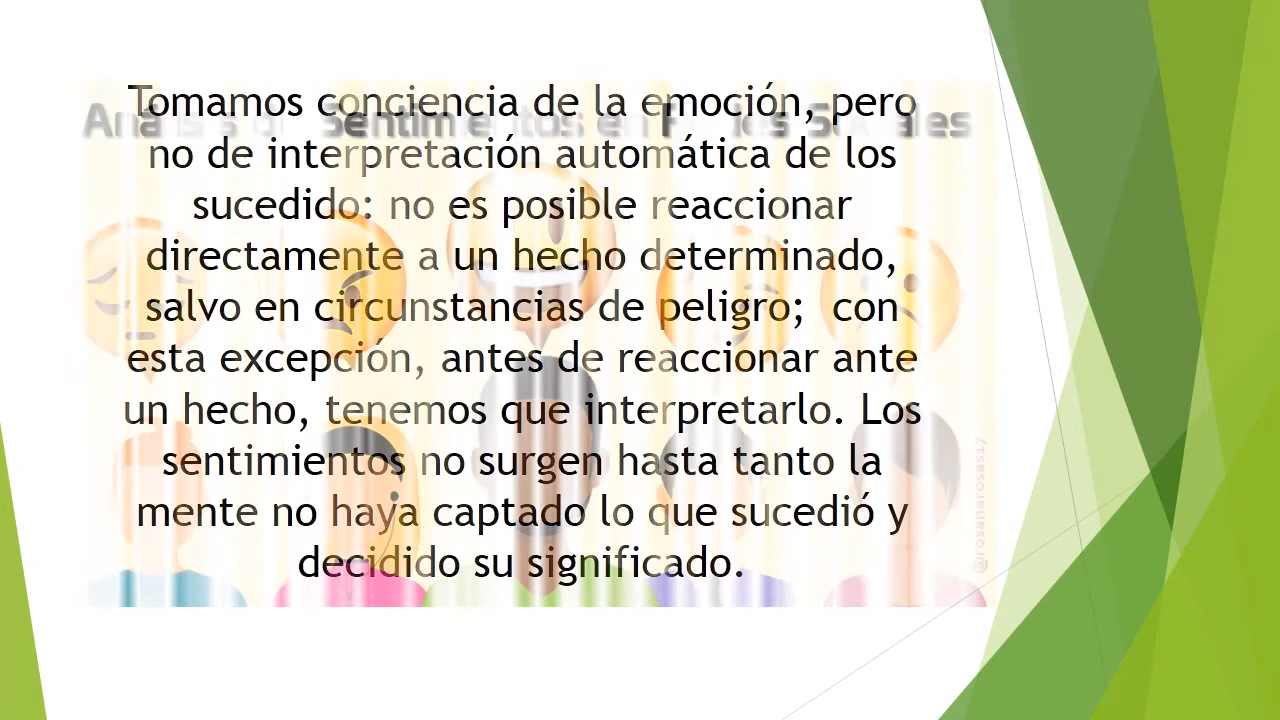 Tomamos conciencia de la emoción, pero
no de interpretación automática de los
sucedido: no es posible reaccionar
directamente a un hecho determinado,
salvo en circunstancias de peligro;  con
esta excepción, antes de reaccionar ante
un hecho, tenemos que interpretarlo. Los
sentimientos no surgen hasta tanto la
mente no haya captado lo que sucedió y
decidido su significado.
@rosanarosas17